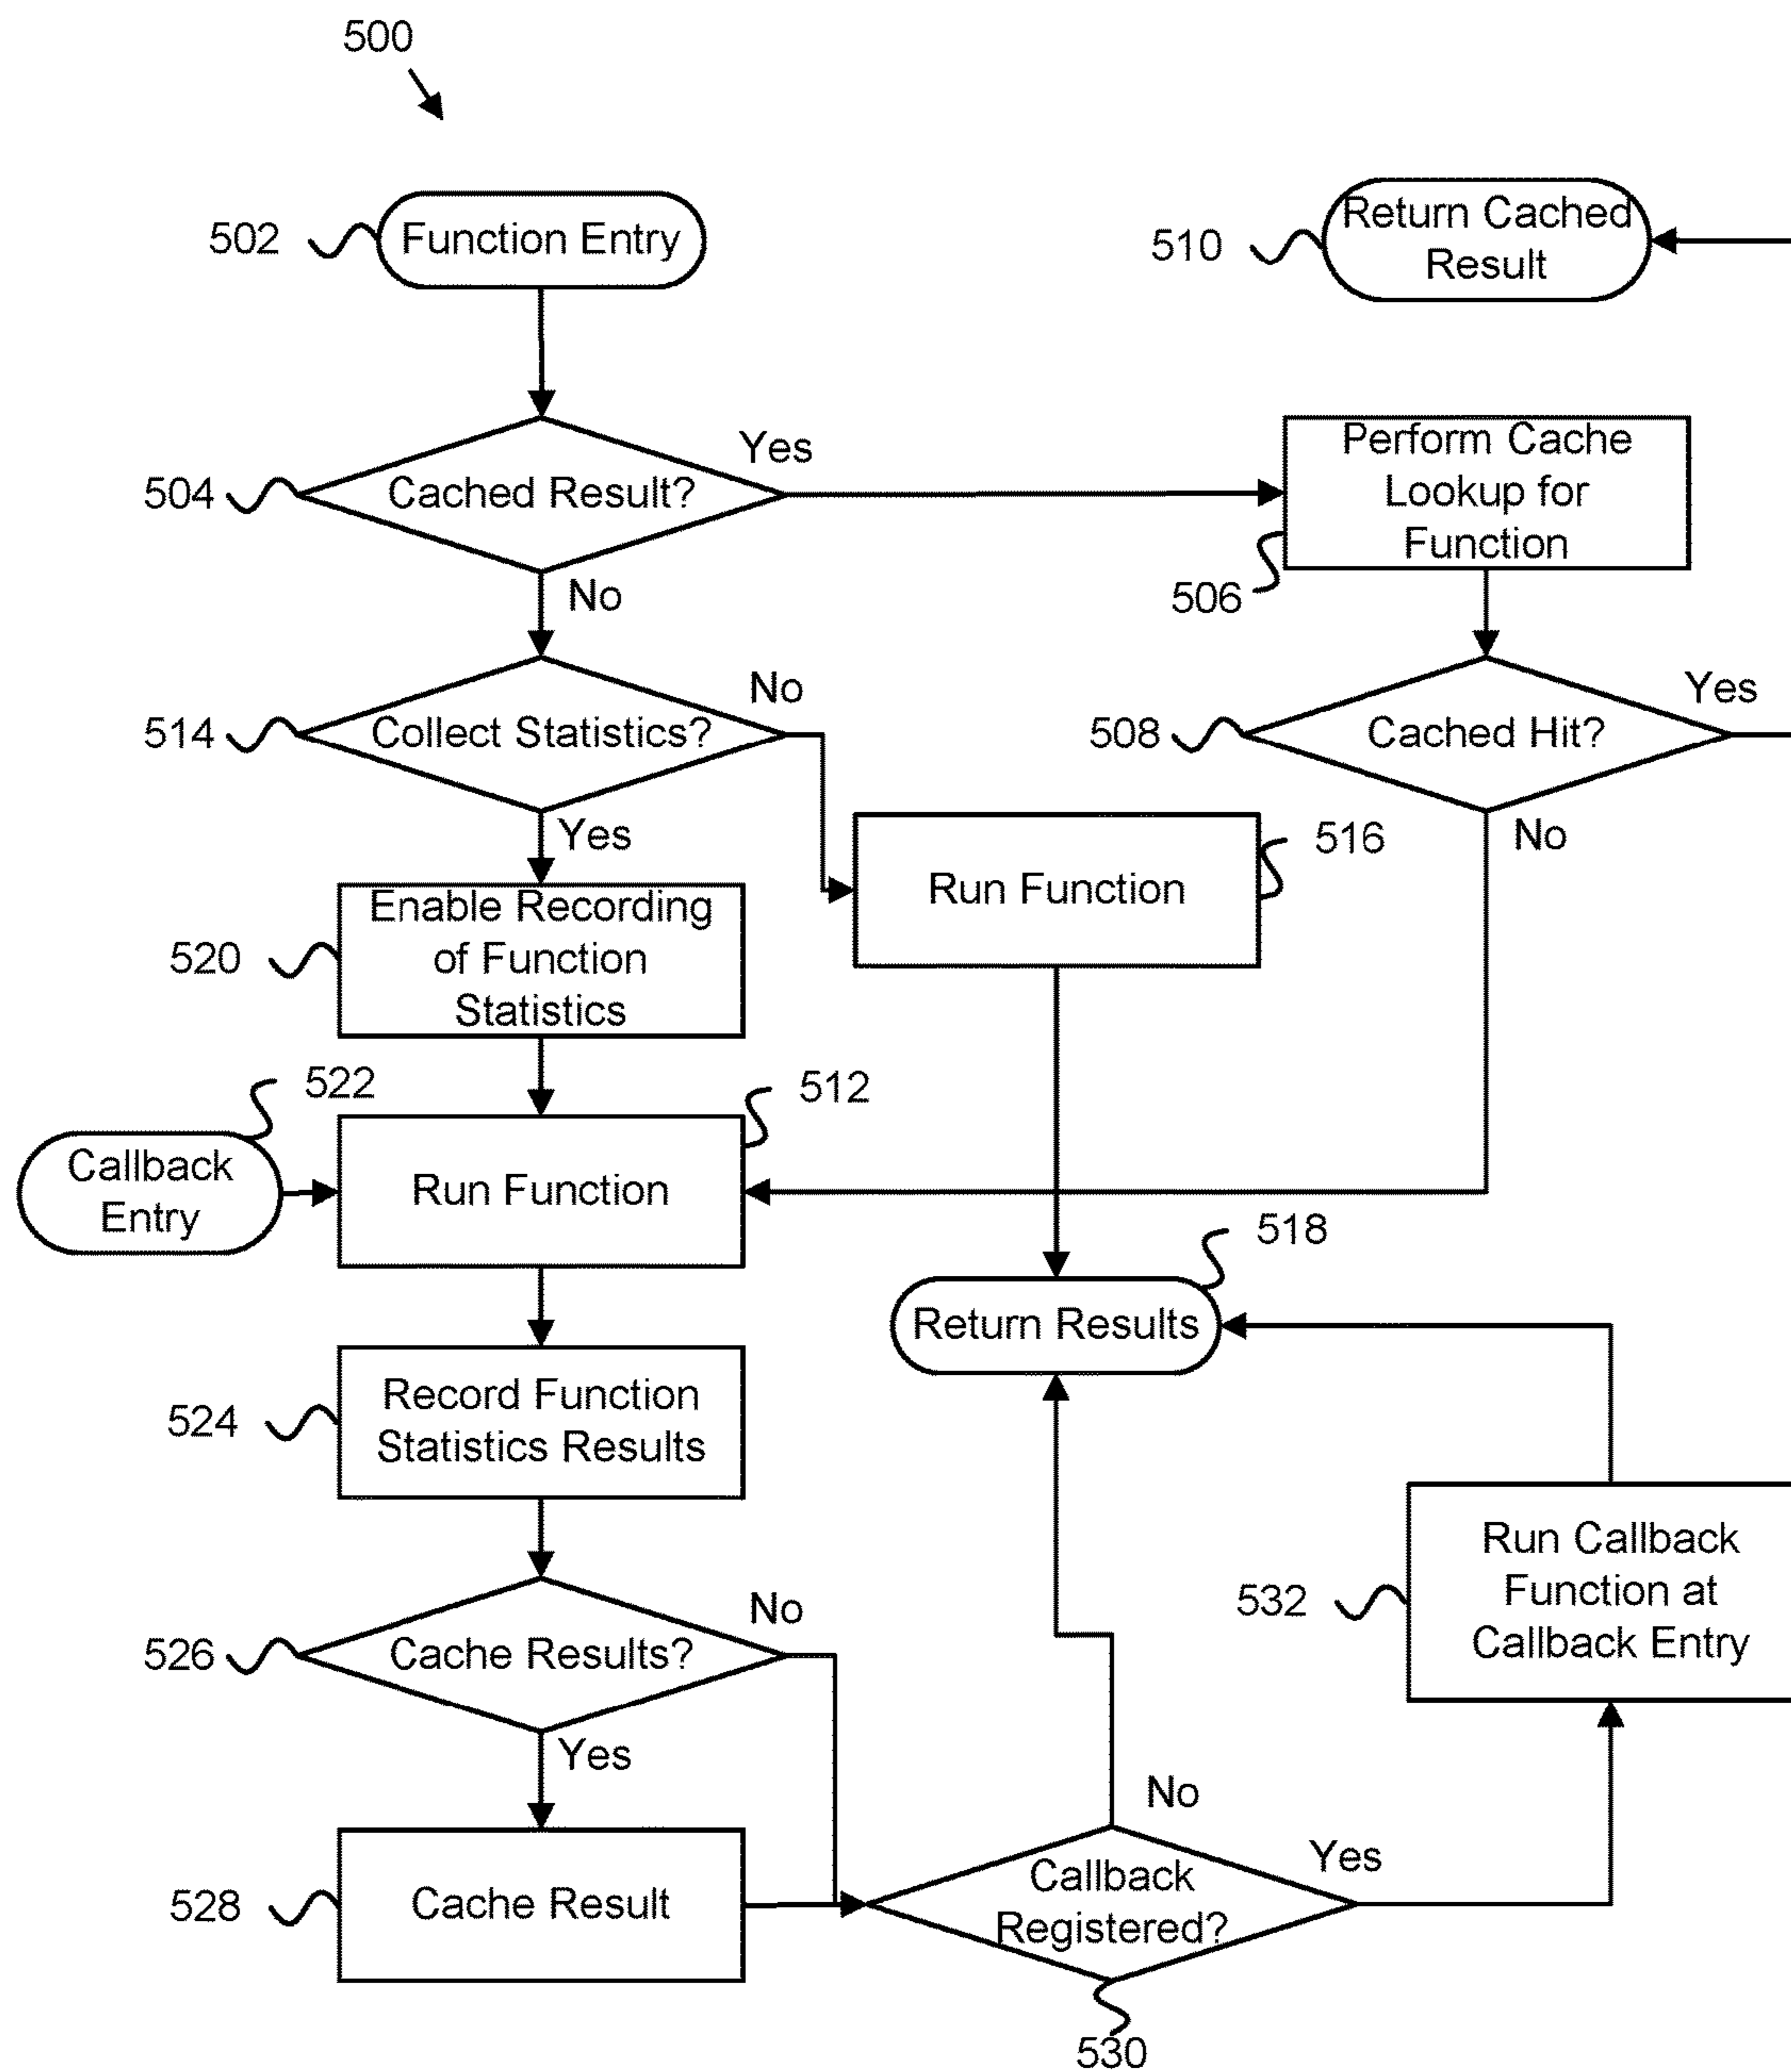 500
502
Function Entry
510
Return Cached
Result
504
Cached Result?
Yes
Perform Cache
Lookup for
Function
506
No
514
Collect Statistics?
No
508
Cached Hit?
Yes
Yes
No
516
Run Function
520
Enable Recording
of Function
Statistics
522
512
Callback
Entry
Run Function
518
Return Results
524
Record Function
Statistics Results
532
Run Callback
Function at
Callback Entry
526
Cache Results?
No
Yes
No
528
Cache Result
Callback
Registered?
Yes
530